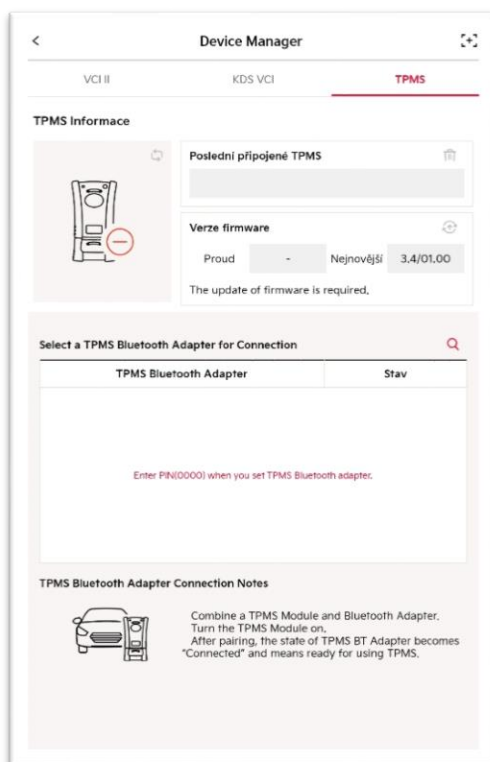 Device Manager
VCI II
KDS VCI
TPMS
TPMS Informace
Poslední připojené TPMS
Verze firmware
Proud - Nejnovější 3.4/01.00
The update of firmware is required.
Select a TPMS Bluetooth Adapter for Connection
TPMS Bluetooth Adapter Stav
Enter PIN(0000) when you set TPMS Bluetooth adapter.
TPMS Bluetooth Adapter Connection Notes
Combine a TPMS Module and Bluetooth Adapter.
Turn the TPMS Module on.
After pairing, the state of TPMS BT Adapter becomes
"Connected" and means ready for using TPMS.